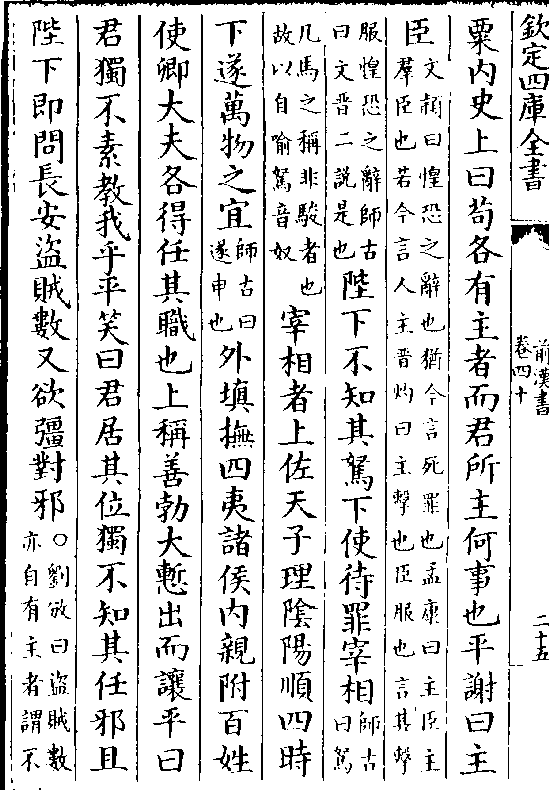 欽定四庫全書
前漢書
卷四十
二十五
粟内史上曰苟各有主者而君所主何事也平謝曰主
臣文頴曰惶恐之辭也猶今言死罪也孟康曰主臣主
羣臣也若今言人主晋灼曰主擊也臣服也言其擊
服惶恐之辭師古
曰文晋二説是也
陛下不知其駑下使待罪宰相
師古
曰駑
凡馬之稱非駿者也
故以自喻駑音奴
宰相者上佐天子理陰陽順四時
下遂萬物之宜
師古曰
遂申也
外填撫四夷諸侯内親附百姓
使卿大夫各得任其職也上稱善勃大慙出而讓平曰
君獨不素教我乎平笑曰君居其位獨不知其任邪且
陛下即問長安盜賊數又欲彊對邪
○劉攽曰盜賊數
亦自有主者謂不